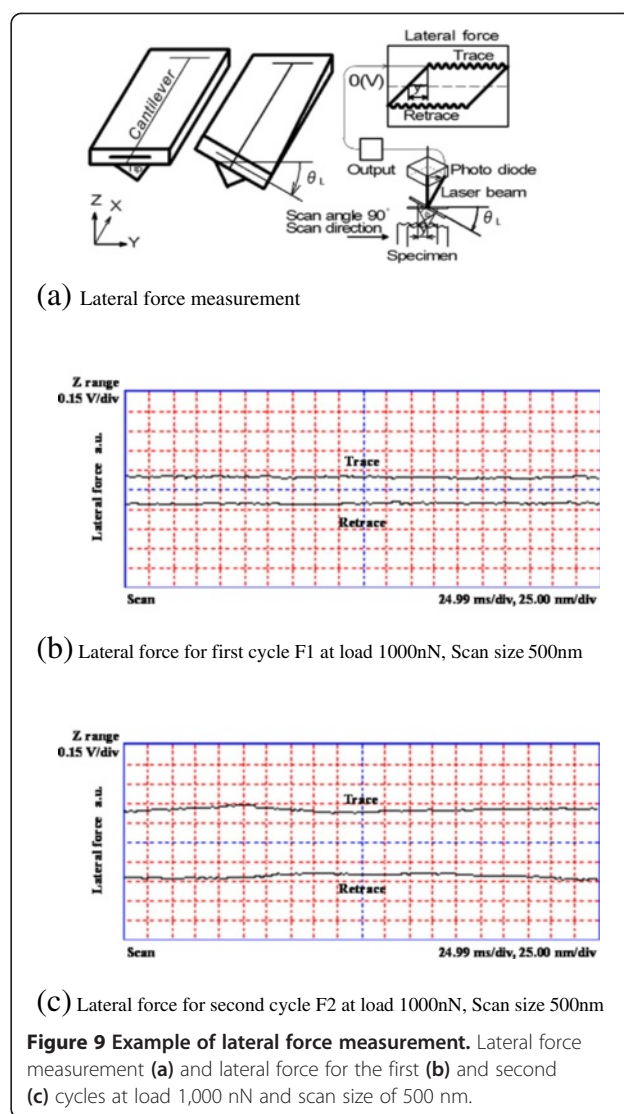 Lateral force
Trace
0(V)
y
Retrace
Cantilever
Output
Photo diode
Laser beam
θL
θL
Z
X
Y
Scan angle 90°
Scan direction
Specimen
(a) Lateral force measurement
Z range
0.15 V/div
Lateral force a.u.
Trace
Retrace
Scan
24.99 ms/div, 25.00 nm/div
(b) Lateral force for first cycle F1 at load 1000nN, Scan size 500nm
Z range
0.15 V/div
Lateral force a.u.
Trace
Retrace
Scan
24.99 ms/div, 25.00 nm/div
(c) Lateral force for second cycle F2 at load 1000nN, Scan size 500nm
Figure 9 Example of lateral force measurement. Lateral force
measurement (a) and lateral force for the first (b) and second
(c) cycles at load 1,000 nN and scan size of 500 nm.